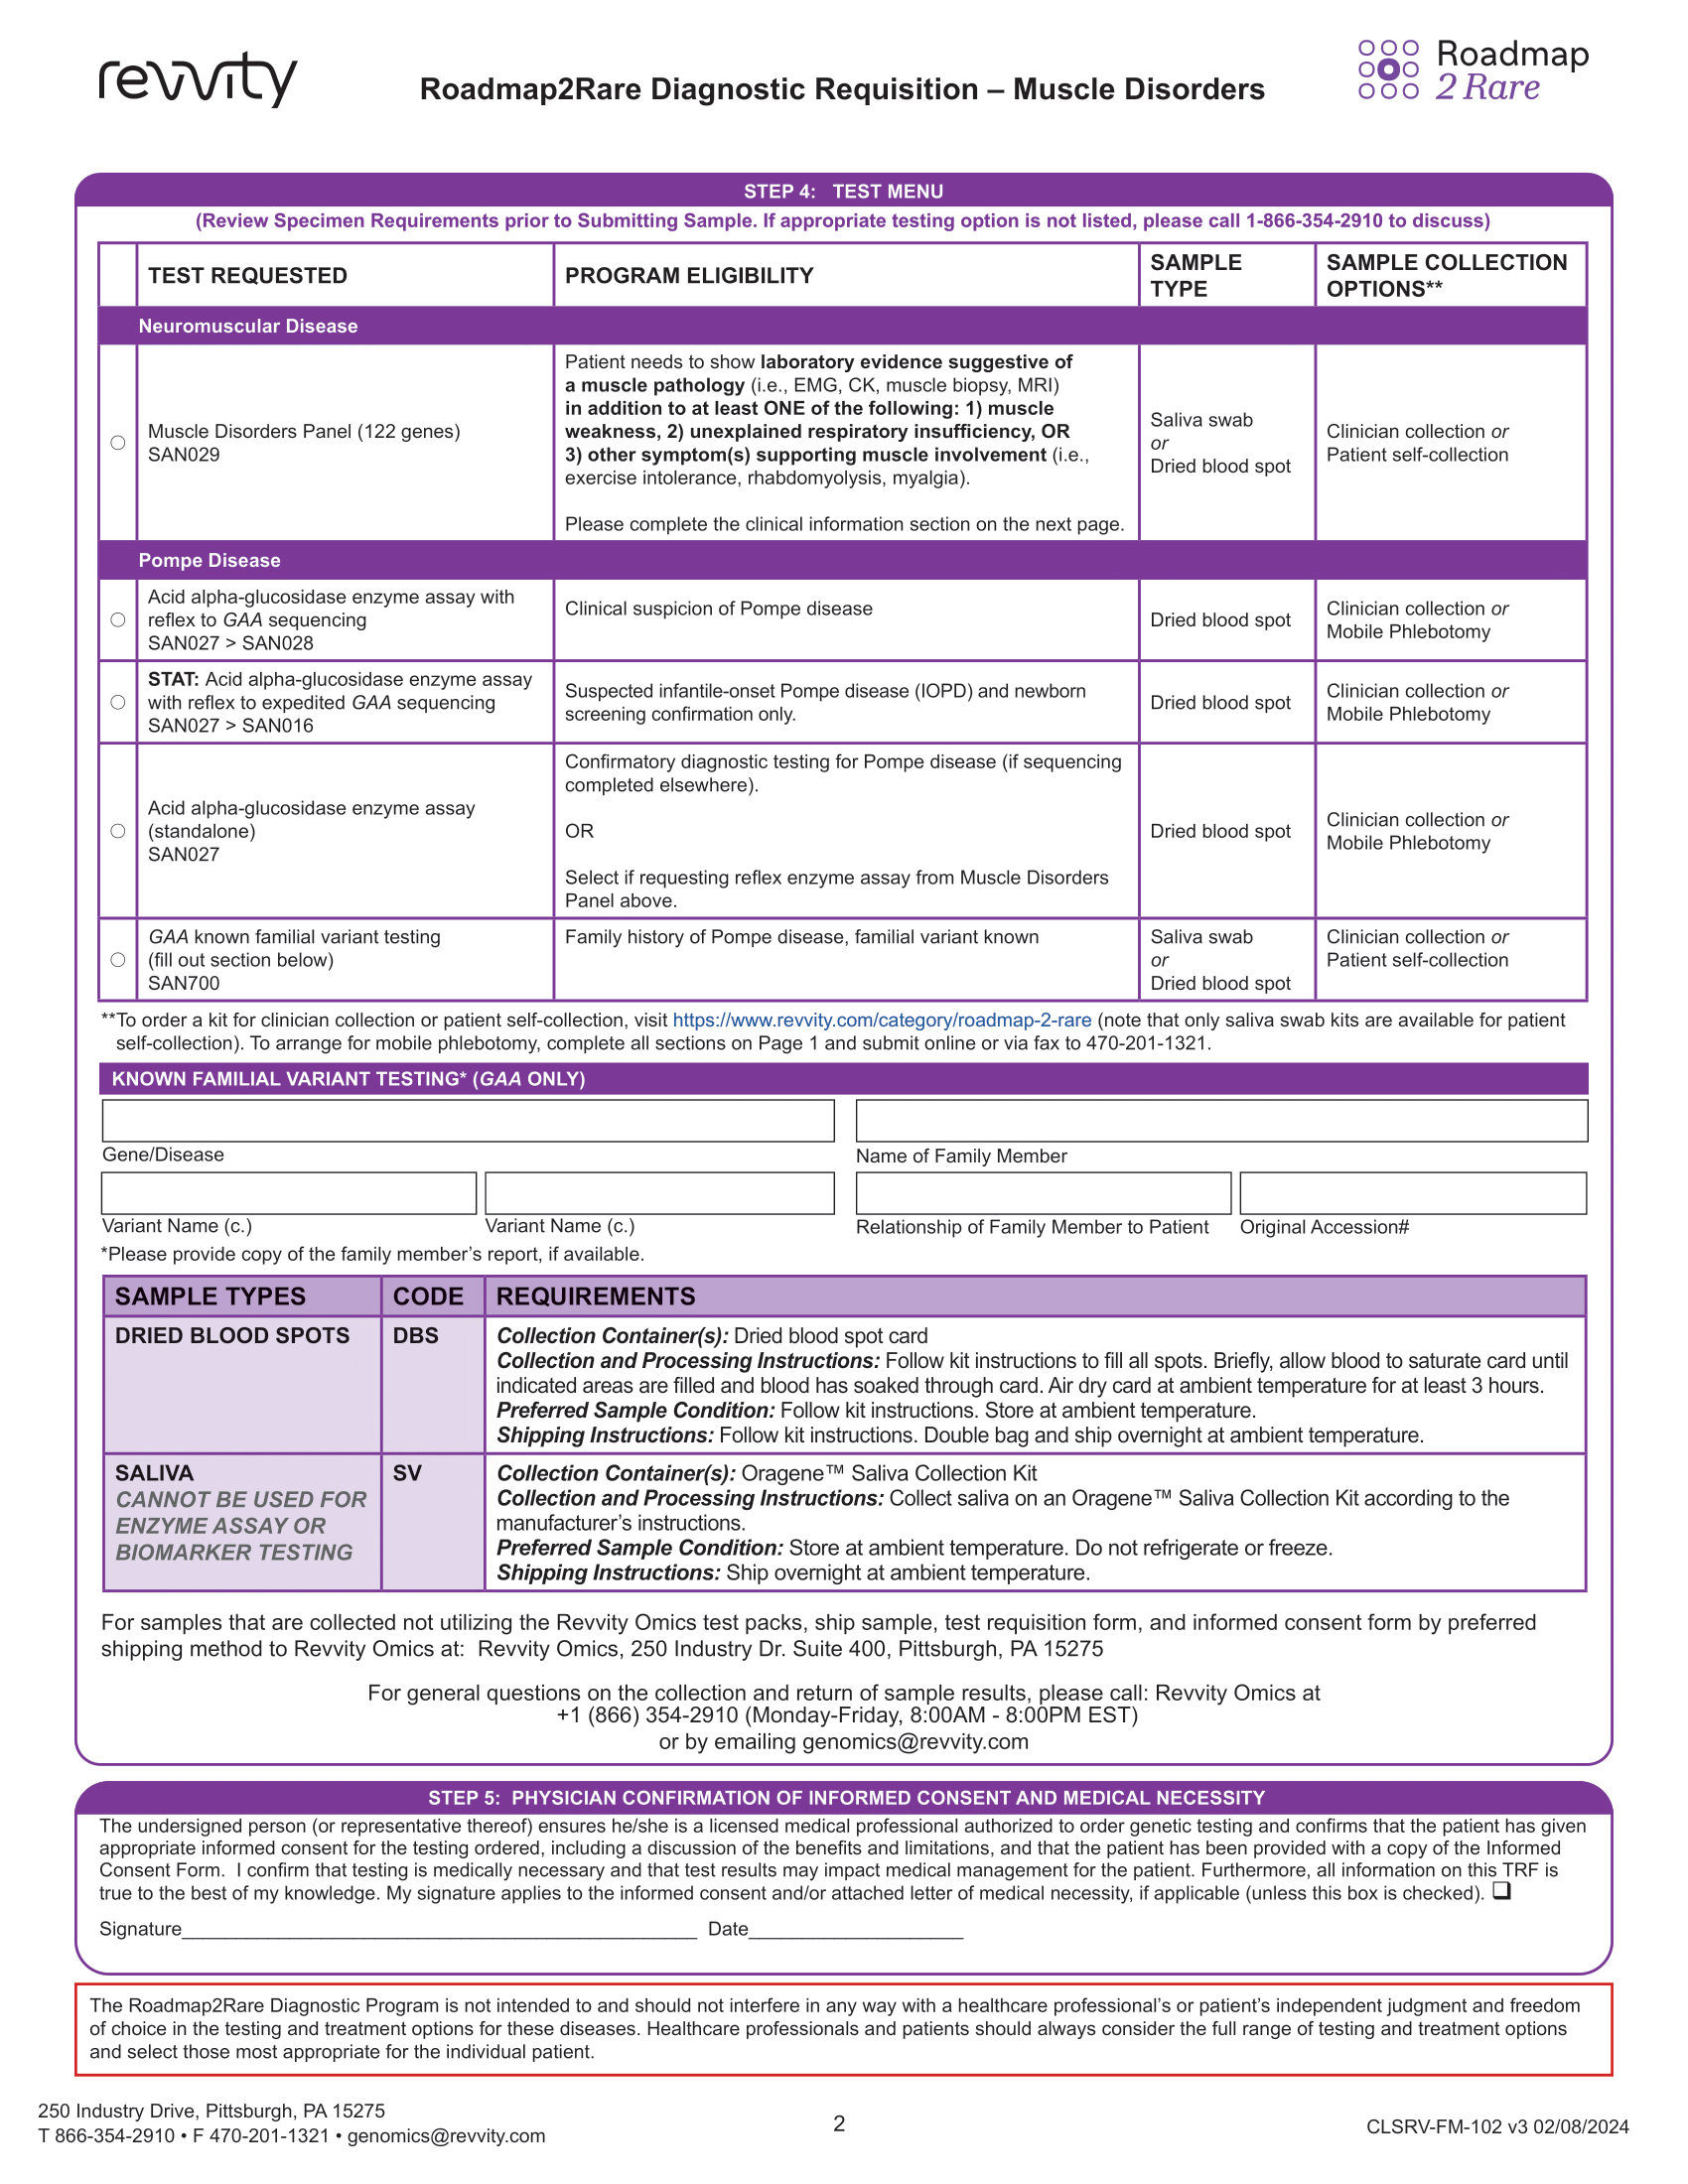 revvity
Roadmap2Rare Diagnostic Requisition – Muscle Disorders
Roadmap
2 Rare
STEP 4: TEST MENU
(Review Specimen Requirements prior to Submitting Sample. If appropriate testing option is not listed, please call 1-866-354-2910 to discuss)
TEST REQUESTED
PROGRAM ELIGIBILITY
SAMPLE
TYPE
SAMPLE COLLECTION
OPTIONS**
Neuromuscular Disease
Muscle Disorders Panel (122 genes)
SAN029
Patient needs to show laboratory evidence suggestive of
a muscle pathology (i.e., EMG, CK, muscle biopsy, MRI)
in addition to at least ONE of the following: 1) muscle
weakness, 2) unexplained respiratory insufficiency, OR
3) other symptom(s) supporting muscle involvement (i.e.,
exercise intolerance, rhabdomyolysis, myalgia).
Please complete the clinical information section on the next page.
Saliva swab
or
Dried blood spot
Clinician collection or
Patient self-collection
Pompe Disease
Acid alpha-glucosidase enzyme assay with
reflex to GAA sequencing
SAN027 > SAN028
Clinical suspicion of Pompe disease
Dried blood spot
Clinician collection or
Mobile Phlebotomy
STAT: Acid alpha-glucosidase enzyme assay
with reflex to expedited GAA sequencing
SAN027 > SAN016
Suspected infantile-onset Pompe disease (IOPD) and newborn
screening confirmation only.
Dried blood spot
Clinician collection or
Mobile Phlebotomy
Acid alpha-glucosidase enzyme assay
(standalone)
SAN027
Confirmatory diagnostic testing for Pompe disease (if sequencing
completed elsewhere).
OR
Select if requesting reflex enzyme assay from Muscle Disorders
Panel above.
Dried blood spot
Clinician collection or
Mobile Phlebotomy
GAA known familial variant testing
(fill out section below)
SAN700
Family history of Pompe disease, familial variant known
Saliva swab
or
Dried blood spot
Clinician collection or
Patient self-collection
**To order a kit for clinician collection or patient self-collection, visit https://www.revvity.com/category/roadmap-2-rare (note that only saliva swab kits are available for patient
self-collection). To arrange for mobile phlebotomy, complete all sections on Page 1 and submit online or via fax to 470-201-1321.
KNOWN FAMILIAL VARIANT TESTING* (GAA ONLY)
Gene/Disease
Name of Family Member
Variant Name (c.)
Variant Name (c.)
Relationship of Family Member to Patient
Original Accession#
*Please provide copy of the family member's report, if available.
SAMPLE TYPES
CODE
REQUIREMENTS
DRIED BLOOD SPOTS
DBS
Collection Container(s): Dried blood spot card
Collection and Processing Instructions: Follow kit instructions to fill all spots. Briefly, allow blood to saturate card until
indicated areas are filled and blood has soaked through card. Air dry card at ambient temperature for at least 3 hours.
Preferred Sample Condition: Follow kit instructions. Store at ambient temperature.
Shipping Instructions: Follow kit instructions. Double bag and ship overnight at ambient temperature.
SALIVA
CANNOT BE USED FOR
ENZYME ASSAY OR
BIOMARKER TESTING
SV
Collection Container(s): Oragene™ Saliva Collection Kit
Collection and Processing Instructions: Collect saliva on an Oragene™ Saliva Collection Kit according to the
manufacturer's instructions.
Preferred Sample Condition: Store at ambient temperature. Do not refrigerate or freeze.
Shipping Instructions: Ship overnight at ambient temperature.
For samples that are collected not utilizing the Revvity Omics test packs, ship sample, test requisition form, and informed consent form by preferred
shipping method to Revvity Omics at: Revvity Omics, 250 Industry Dr. Suite 400, Pittsburgh, PA 15275
For general questions on the collection and return of sample results, please call: Revvity Omics at
+1 (866) 354-2910 (Monday-Friday, 8:00AM - 8:00PM EST)
or by emailing genomics@revvity.com
STEP 5: PHYSICIAN CONFIRMATION OF INFORMED CONSENT AND MEDICAL NECESSITY
The undersigned person (or representative thereof) ensures he/she is a licensed medical professional authorized to order genetic testing and confirms that the patient has given
appropriate informed consent for the testing ordered, including a discussion of the benefits and limitations, and that the patient has been provided with a copy of the Informed
Consent Form. I confirm that testing is medically necessary and that test results may impact medical management for the patient. Furthermore, all information on this TRF is
true to the best of my knowledge. My signature applies to the informed consent and/or attached letter of medical necessity, if applicable (unless this box is checked). ❏
Signature________________ Date________________
The Roadmap2Rare Diagnostic Program is not intended to and should not interfere in any way with a healthcare professional's or patient's independent judgment and freedom
of choice in the testing and treatment options for these diseases. Healthcare professionals and patients should always consider the full range of testing and treatment options
and select those most appropriate for the individual patient.
250 Industry Drive, Pittsburgh, PA 15275
T 866-354-2910 • F 470-201-1321 • genomics@revvity.com
2
CLSRV-FM-102 v3 02/08/2024